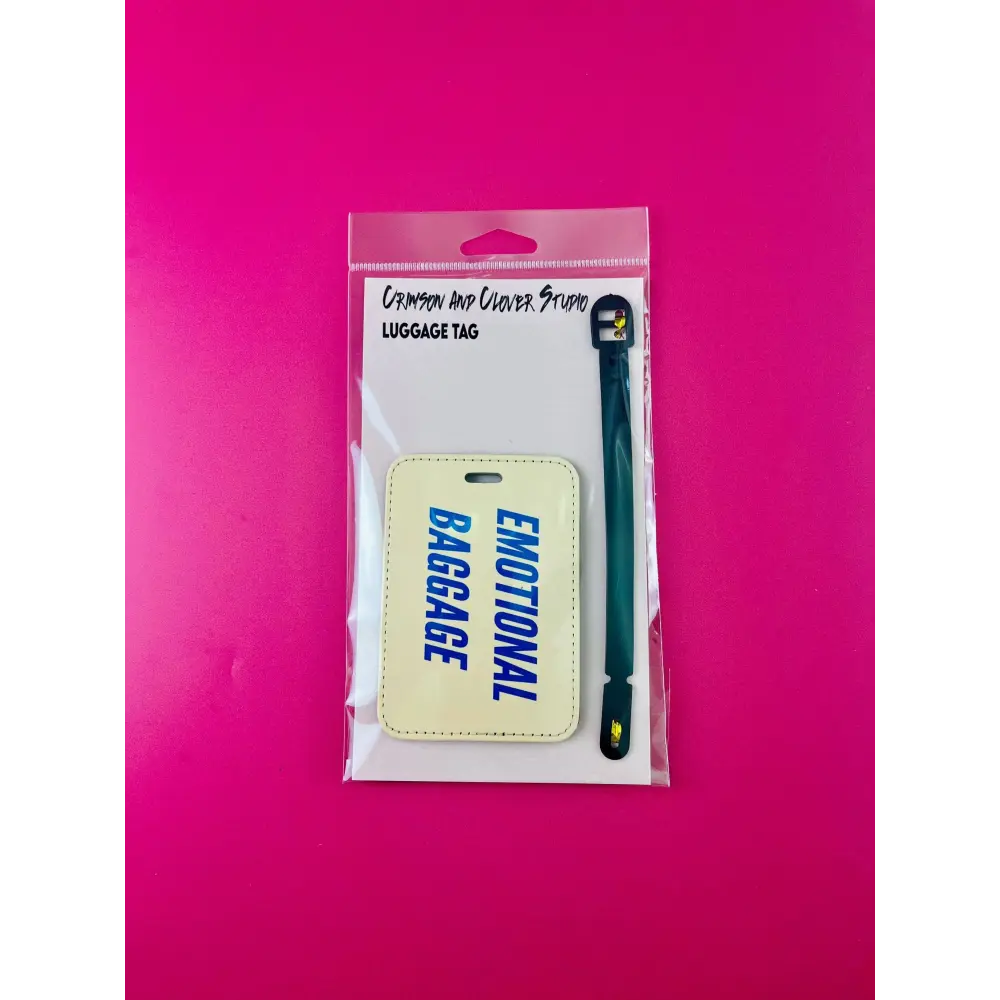 Crimson and Clover Studio
LUGGAGE TAG
EMOTIONAL
BAGGAGE